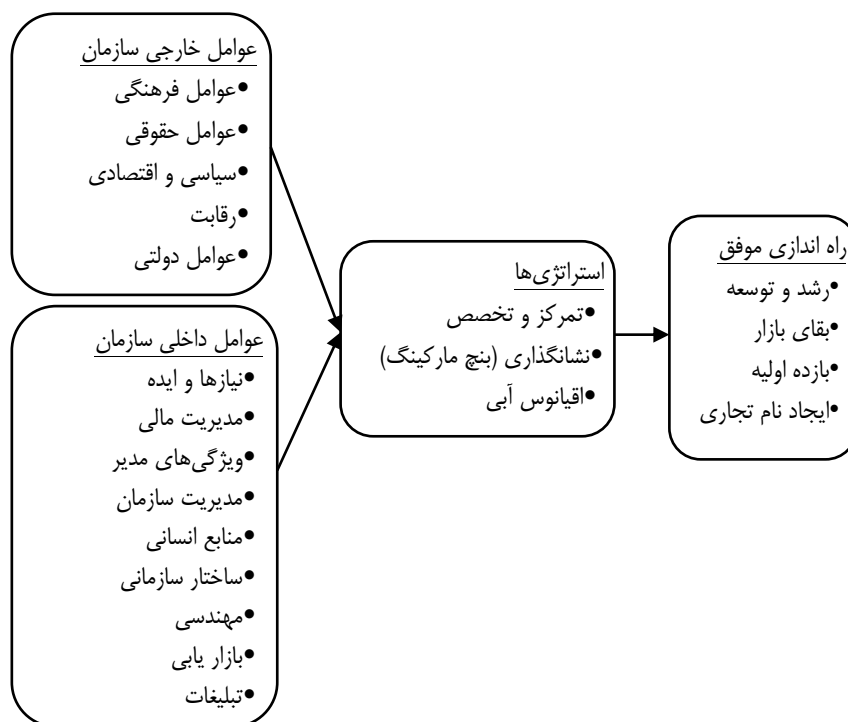 عوامل خارجی سازمان
•عوامل فرهنگی
•عوامل حقوقی
•سیاسی و اقتصادی
•رقابت
•عوامل دولتی
عوامل داخلی سازمان
•نیازها و ایده
•مدیریت مالی
•ویژگی‌های مدیر
•مدیریت سازمان
•منابع انسانی
•ساختار سازمانی
•مهندسی
•بازار یابی
•تبلیغات
استراتژی‌ها
•تمرکز و تخصص
•نشانگذاری (بنچ مارکینگ)
•اقیانوس آبی
راه اندازی موفق
•رشد و توسعه
•بقای بازار
•بازده اولیه
•ایجاد نام تجاری